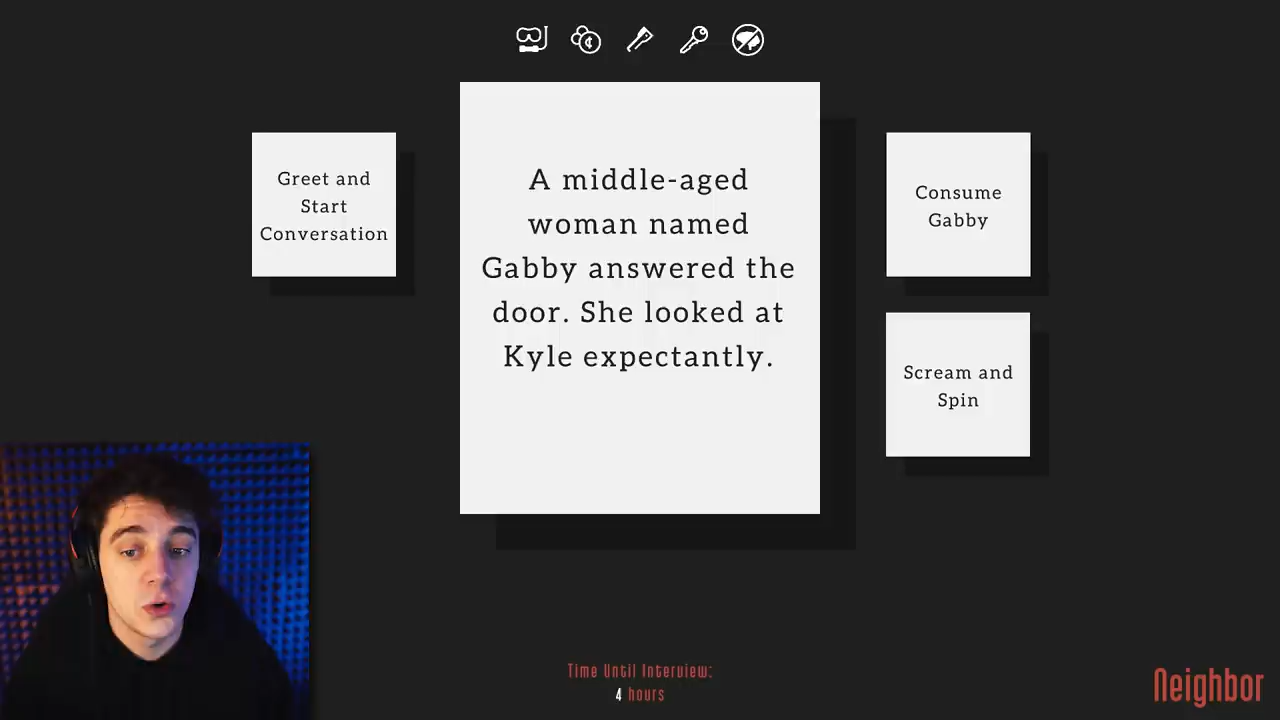 Greet and
Start
Conversation
A middle-aged
woman named
Gabby answered the
door. She looked at
Kyle expectantly.
Consume
Gabby
Scream and
Spin
Time Until Interview:
4 hours
Neighbor